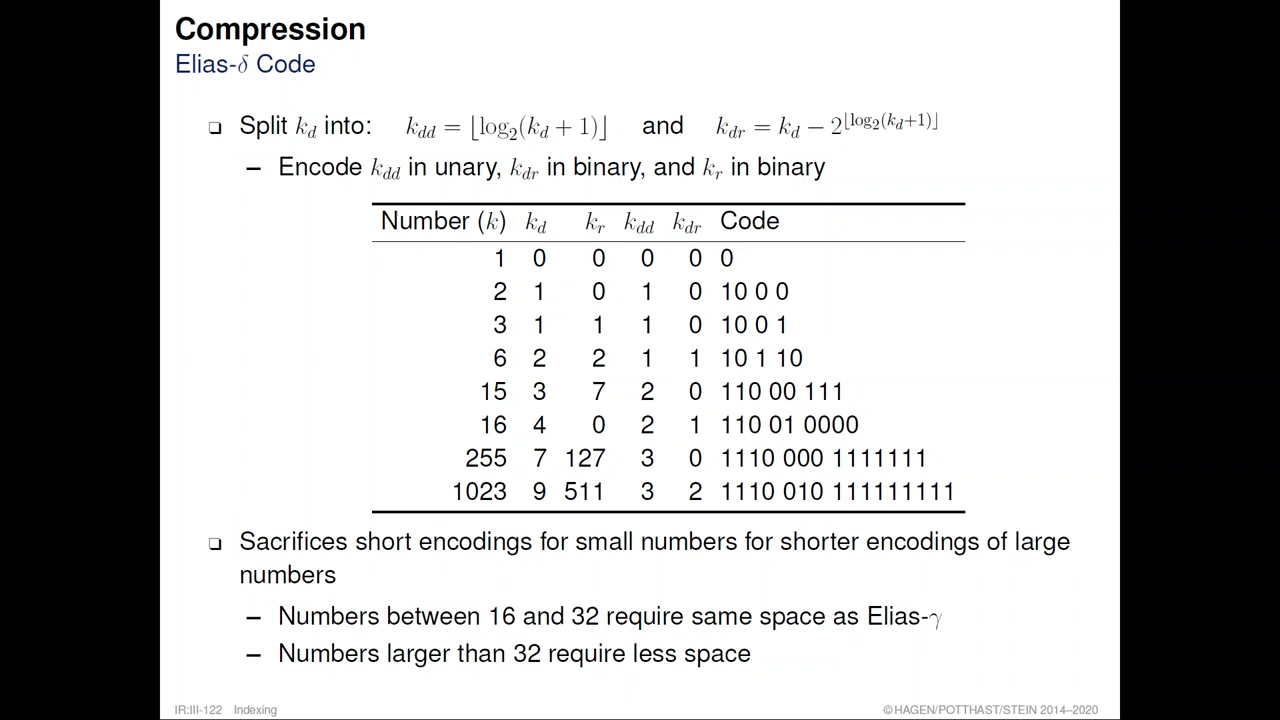 Compression
Elias-δ Code
❑ Split k_d into: k_dd = ⌊log₂(k_d + 1)⌋ and k_dr = k_d − 2^⌊log₂(k_d+1)⌋
– Encode k_dd in unary, k_dr in binary, and k_r in binary
Number (k) k_d k_r k_dd k_dr Code
1 0 0 0 0 0
2 1 0 1 0 10 0 0
3 1 1 1 0 10 0 1
6 2 2 1 1 10 1 10
15 3 7 2 0 110 00 111
16 4 0 2 1 110 01 0000
255 7 127 3 0 1110 000 1111111
1023 9 511 3 2 1110 010 111111111
❑ Sacrifices short encodings for small numbers for shorter encodings of large
numbers
– Numbers between 16 and 32 require same space as Elias-γ
– Numbers larger than 32 require less space
IR:III-122 Indexing ©HAGEN/POTTHAST/STEIN 2014–2020